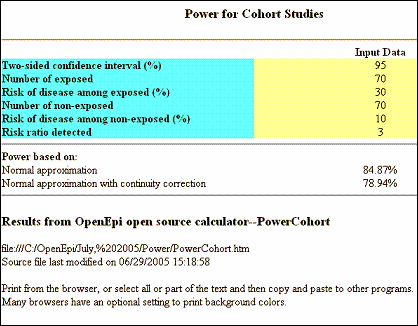 Power for Cohort Studies
Input Data
Two-sided confidence interval (%) 95
Number of exposed 70
Risk of disease among exposed (%) 30
Number of non-exposed 70
Risk of disease among non-exposed (%) 10
Risk ratio detected 3
Power based on:
Normal approximation 84.87%
Normal approximation with continuity correction 78.94%
Results from OpenEpi open source calculator--PowerCohort
file:///C:/OpenEpi/July,%202005/Power/PowerCohort.htm
Source file last modified on 06/29/2005 15:18:58
Print from the browser, or select all or part of the text and then copy and paste to other programs.
Many browsers have an optional setting to print background colors.